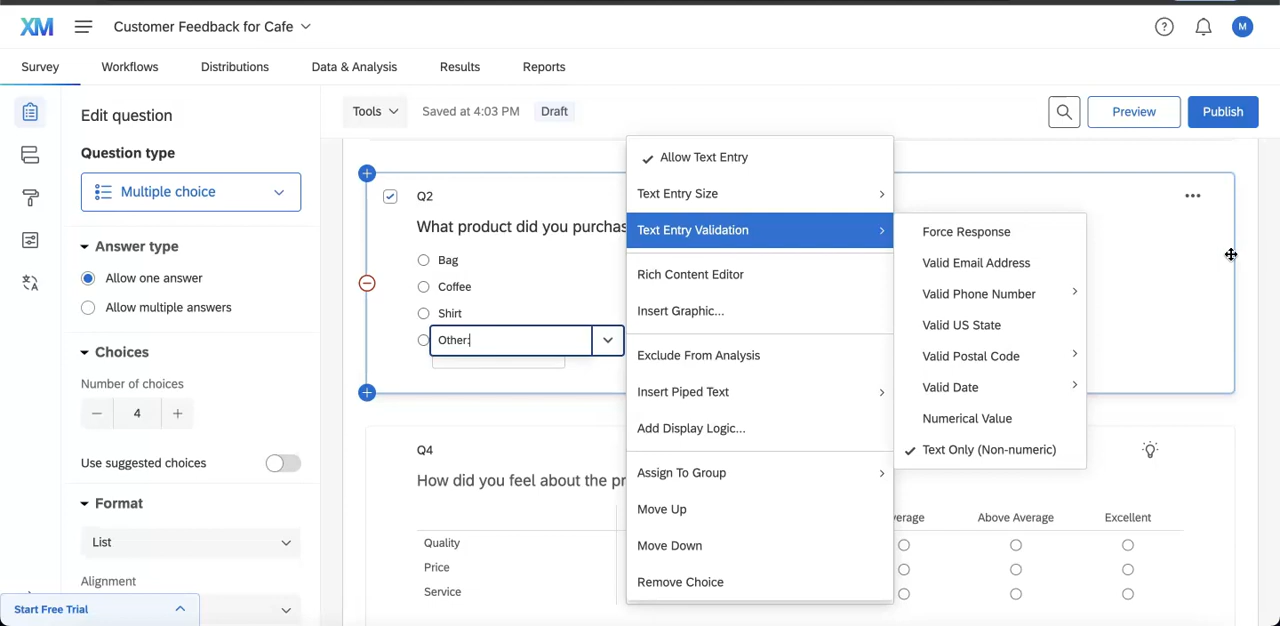 XM
Customer Feedback for Cafe
M
Survey
Workflows
Distributions
Data & Analysis
Results
Reports
Edit question
Tools
Saved at 4:03 PM
Draft
Preview
Publish
Question type
Multiple choice
Answer type
Allow one answer
Allow multiple answers
Choices
Number of choices
4
Use suggested choices
Format
List
Alignment
Start Free Trial
Q2
What product did you purchas
Bag
Coffee
Shirt
Other:
Allow Text Entry
Text Entry Size
Text Entry Validation
Rich Content Editor
Insert Graphic...
Exclude From Analysis
Insert Piped Text
Add Display Logic...
Assign To Group
Move Up
Move Down
Remove Choice
Force Response
Valid Email Address
Valid Phone Number
Valid US State
Valid Postal Code
Valid Date
Numerical Value
Text Only (Non-numeric)
Q4
How did you feel about the pr
verage
Above Average
Excellent
Quality
Price
Service